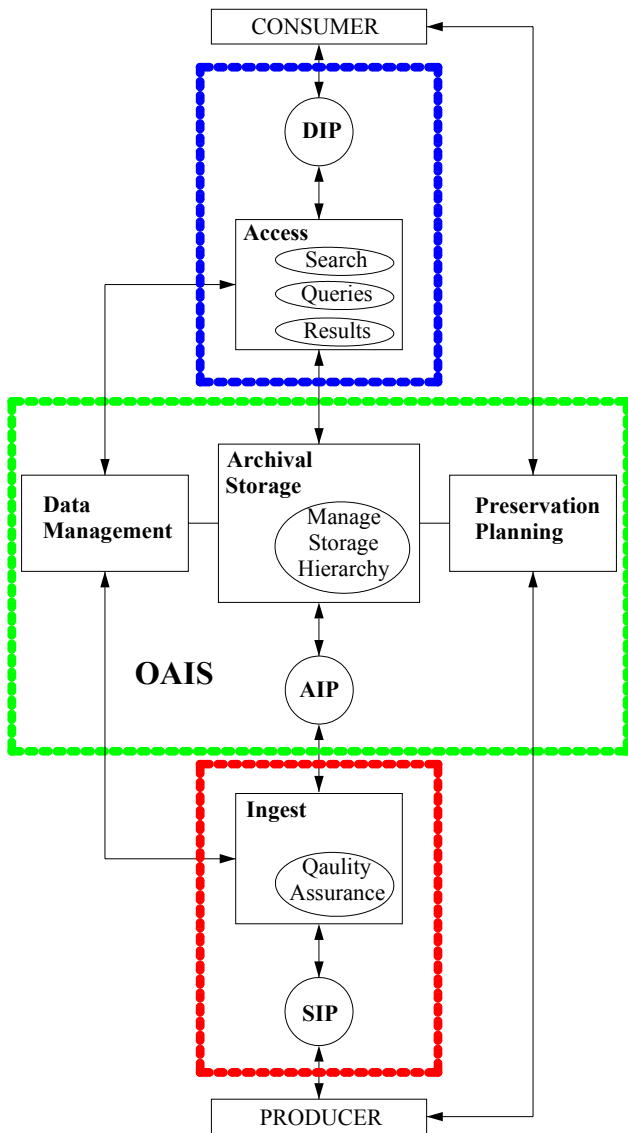 CONSUMER
DIP
Access
Search
Queries
Results
Archival
Storage
Manage
Storage
Hierarchy
Data
Management
Preservation
Planning
OAIS
AIP
Ingest
Qaulity
Assurance
SIP
PRODUCER